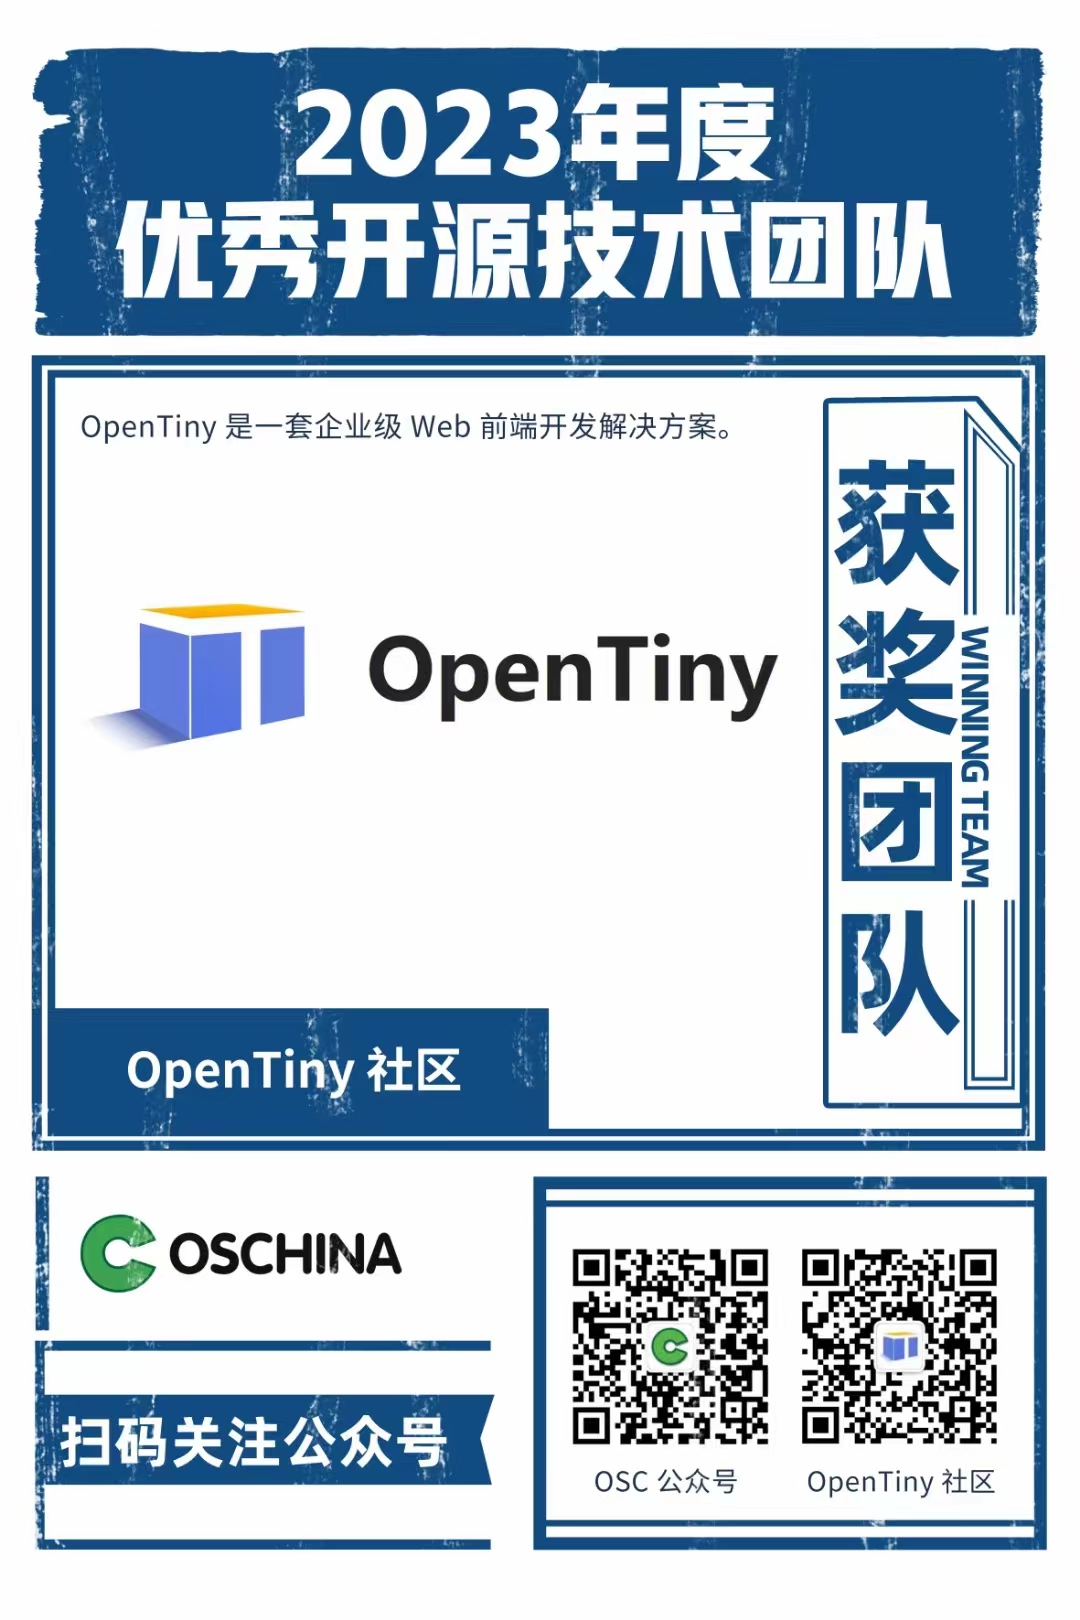 2023年度
优秀开源技术团队
OpenTiny 是一套企业级 Web 前端开发解决方案。
OpenTiny
获奖团队
WINNING TEAM
OpenTiny 社区
OSCHINA
扫码关注公众号
OSC 公众号
OpenTiny 社区